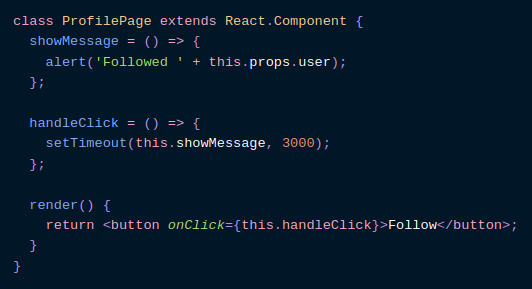 class ProfilePage extends React.Component {
  showMessage = () => {
    alert('Followed ' + this.props.user);
  };

  handleClick = () => {
    setTimeout(this.showMessage, 3000);
  };

  render() {
    return <button onClick={this.handleClick}>Follow</button>;
  }
}